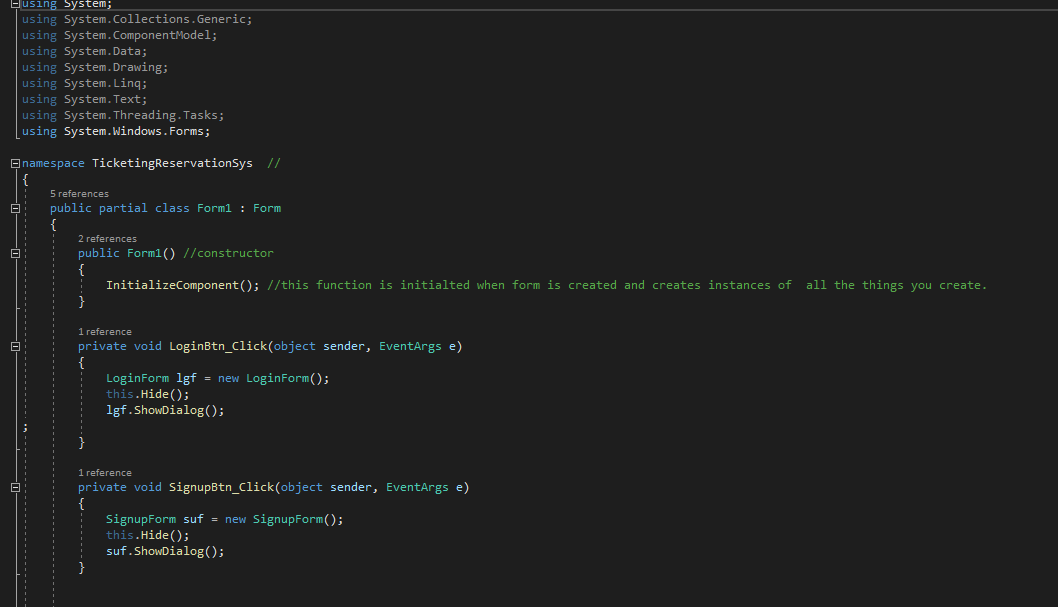 using System;
using System.Collections.Generic;
using System.ComponentModel;
using System.Data;
using System.Drawing;
using System.Linq;
using System.Text;
using System.Threading.Tasks;
using System.Windows.Forms;
namespace TicketingReservationSys  //
{
5 references
public partial class Form1 : Form
{
2 references
public Form1() //constructor
{
InitializeComponent(); //this function is initialted when form is created and creates instances of  all the things you create.
}
1 reference
private void LoginBtn_Click(object sender, EventArgs e)
{
LoginForm lgf = new LoginForm();
this.Hide();
lgf.ShowDialog();
;
}
1 reference
private void SignupBtn_Click(object sender, EventArgs e)
{
SignupForm suf = new SignupForm();
this.Hide();
suf.ShowDialog();
}